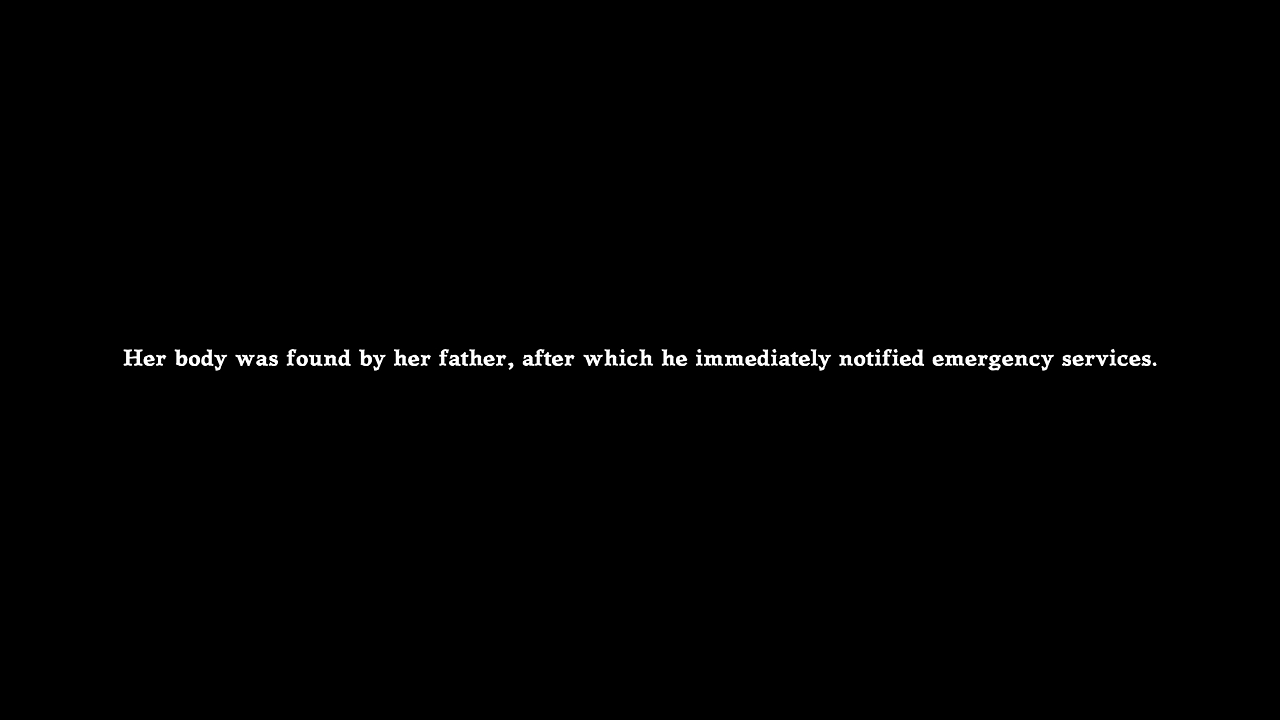 Her body was found by her father, after which he immediately notified emergency services.